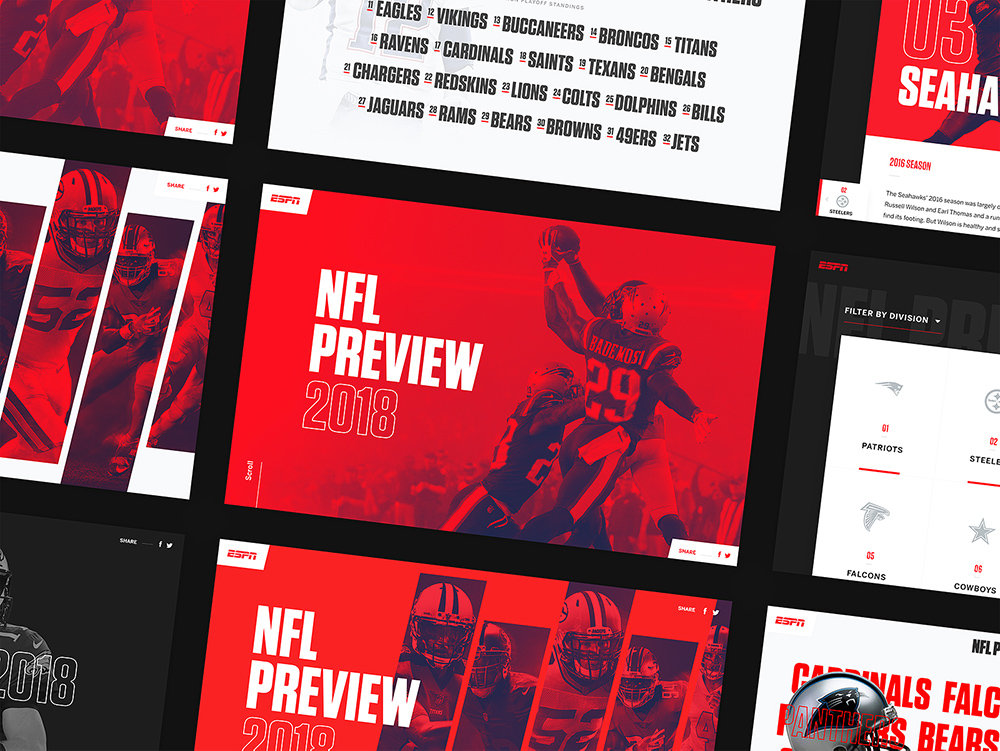 PLAYOFF STANDINGS
11 EAGLES 12 VIKINGS 13 BUCCANEERS 14 BRONCOS 15 TITANS
16 RAVENS 17 CARDINALS 18 SAINTS 19 TEXANS 20 BENGALS
21 CHARGERS 22 REDSKINS 23 LIONS 24 COLTS 25 DOLPHINS 26 BILLS
27 JAGUARS 28 RAMS 29 BEARS 30 BROWNS 31 49ERS 32 JETS
SHARE
03
SEAHA
2016 SEASON
The Seahawks' 2016 season was largely
Russell Wilson and Earl Thomas and a run
find its footing. But Wilson is healthy and
02
STEELERS
SHARE
52
ESPN
NFL
PREVIEW
2018
BADEMOSI
29
Scroll
SHARE
ESPN
NFL PR
FILTER BY DIVISION
01
PATRIOTS
02
STEELE
05
FALCONS
06
COWBOYS
SHARE
2018
ESPN
NFL
PREVIEW
2018
SHARE
52
ESPN
NFL P
CARDINALS FALC
PANTHERS BEARS